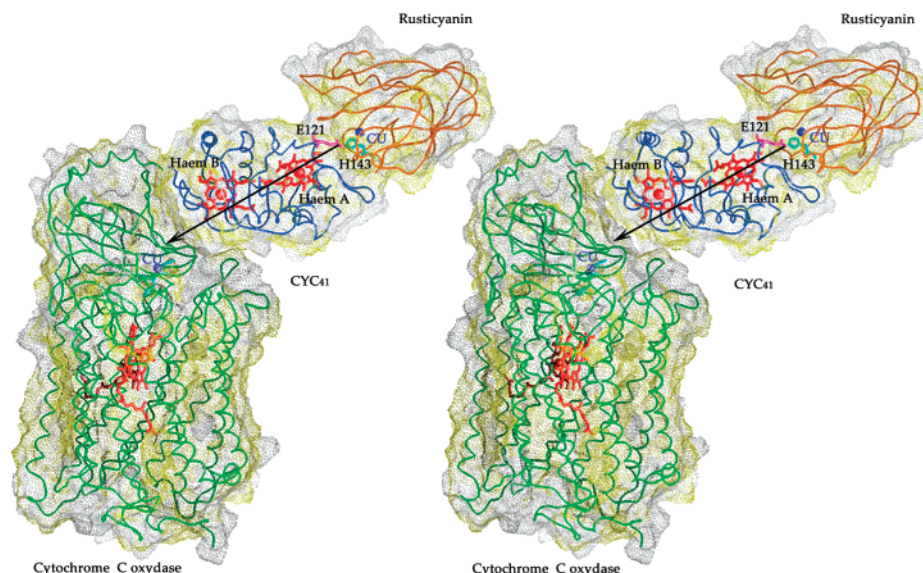 Rusticyanin
Rusticyanin
E121
CU
H143
Haem B
Haem A
CYC41
CU
E121
CU
H143
Haem B
Haem A
CYC41
CU
Cytochrome C oxydase
Cytochrome C oxydase